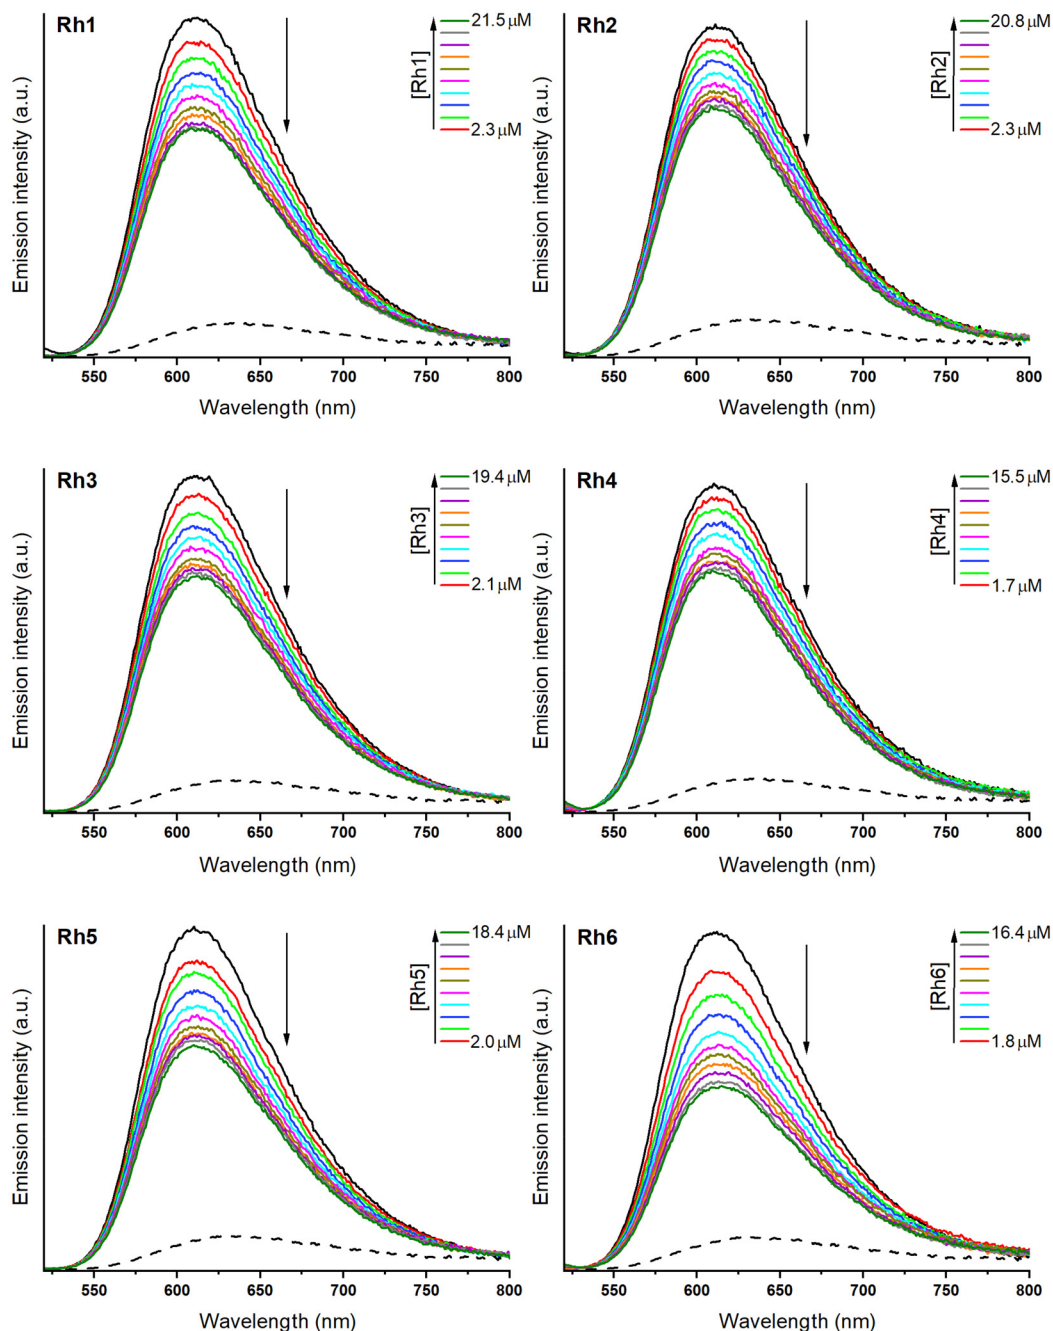 Rh1
21.5 μM
[Rh1]
2.3 μM
Emission intensity (a.u.)
550 600 650 700 750 800
Wavelength (nm)
Rh2
20.8 μM
[Rh2]
2.3 μM
Emission intensity (a.u.)
550 600 650 700 750 800
Wavelength (nm)
Rh3
19.4 μM
[Rh3]
2.1 μM
Emission intensity (a.u.)
550 600 650 700 750 800
Wavelength (nm)
Rh4
15.5 μM
[Rh4]
1.7 μM
Emission intensity (a.u.)
550 600 650 700 750 800
Wavelength (nm)
Rh5
18.4 μM
[Rh5]
2.0 μM
Emission intensity (a.u.)
550 600 650 700 750 800
Wavelength (nm)
Rh6
16.4 μM
[Rh6]
1.8 μM
Emission intensity (a.u.)
550 600 650 700 750 800
Wavelength (nm)